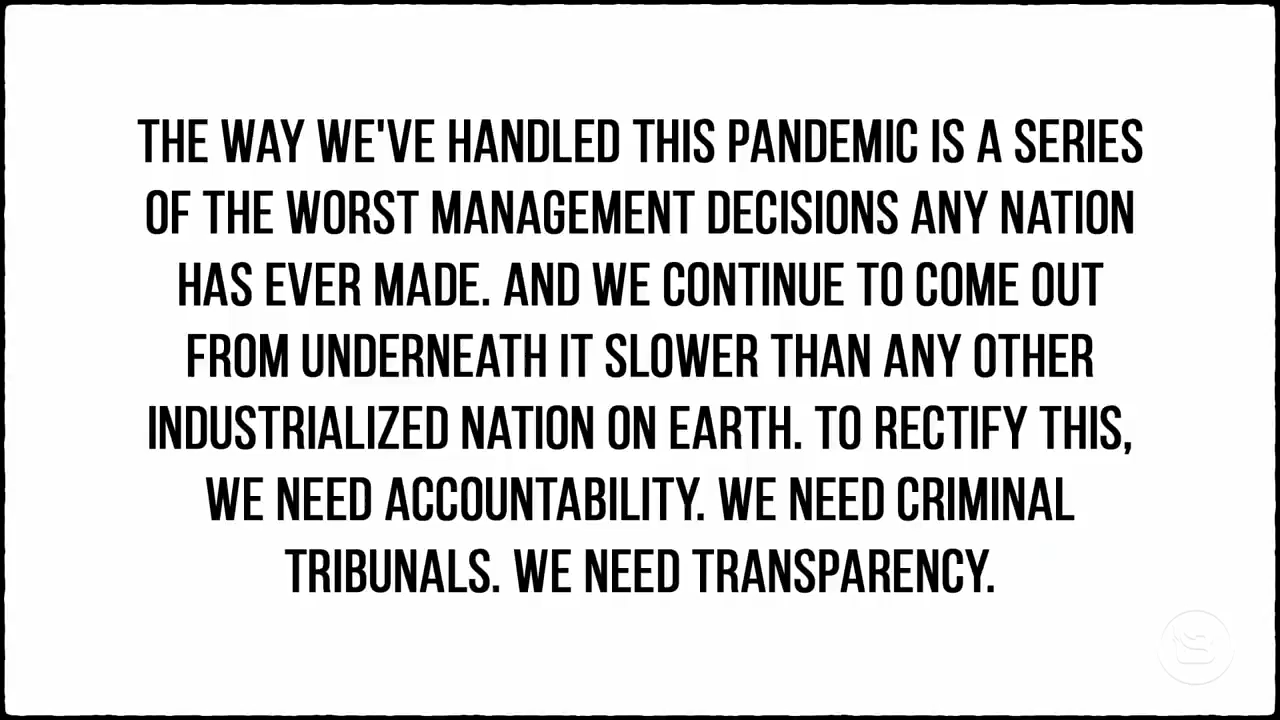 THE WAY WE'VE HANDLED THIS PANDEMIC IS A SERIES
OF THE WORST MANAGEMENT DECISIONS ANY NATION
HAS EVER MADE. AND WE CONTINUE TO COME OUT
FROM UNDERNEATH IT SLOWER THAN ANY OTHER
INDUSTRIALIZED NATION ON EARTH. TO RECTIFY THIS,
WE NEED ACCOUNTABILITY. WE NEED CRIMINAL
TRIBUNALS. WE NEED TRANSPARENCY.